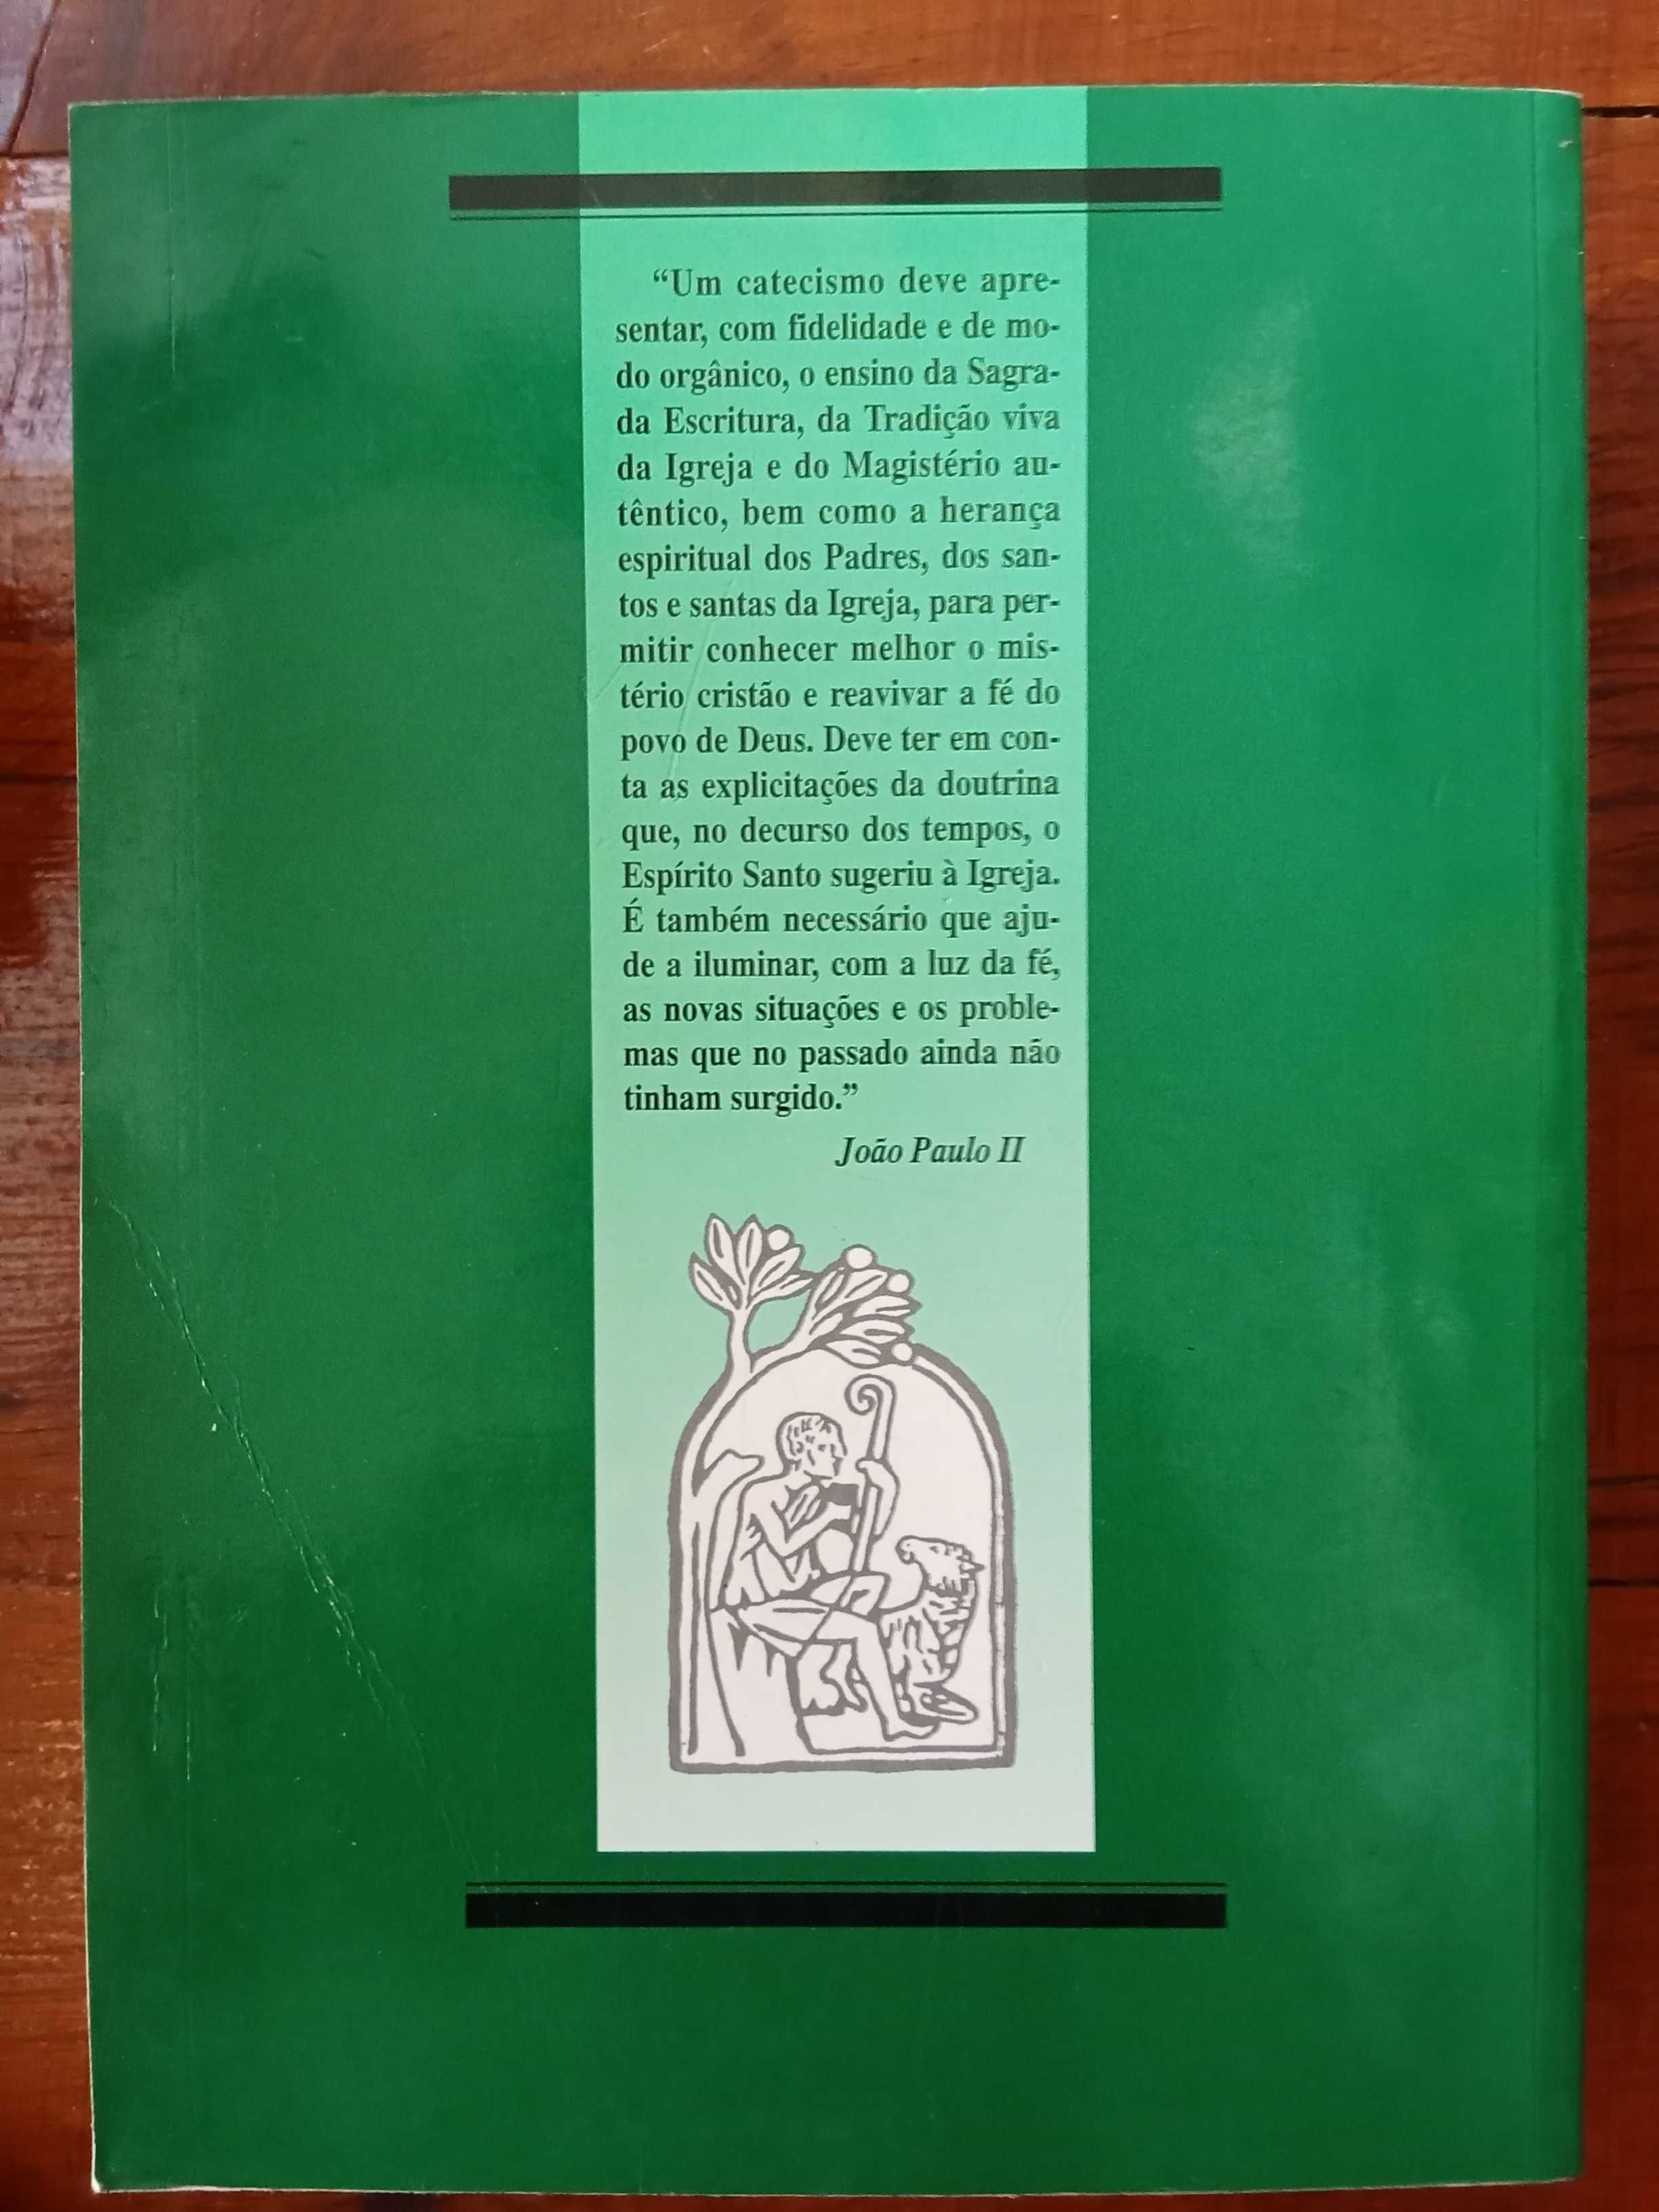 “Um catecismo deve apre-
sentar, com fidelidade e de mo-
do orgânico, o ensino da Sagra-
da Escritura, da Tradição viva
da Igreja e do Magistério au-
têntico, bem como a herança
espiritual dos Padres, dos san-
tos e santas da Igreja, para per-
mitir conhecer melhor o mis-
tério cristão e reavivar a fé do
povo de Deus. Deve ter em con-
ta as explicitações da doutrina
que, no decurso dos tempos, o
Espírito Santo sugeriu à Igreja.
É também necessário que aju-
de a iluminar, com a luz da fé,
as novas situações e os proble-
mas que no passado ainda não
tinham surgido.”
João Paulo II